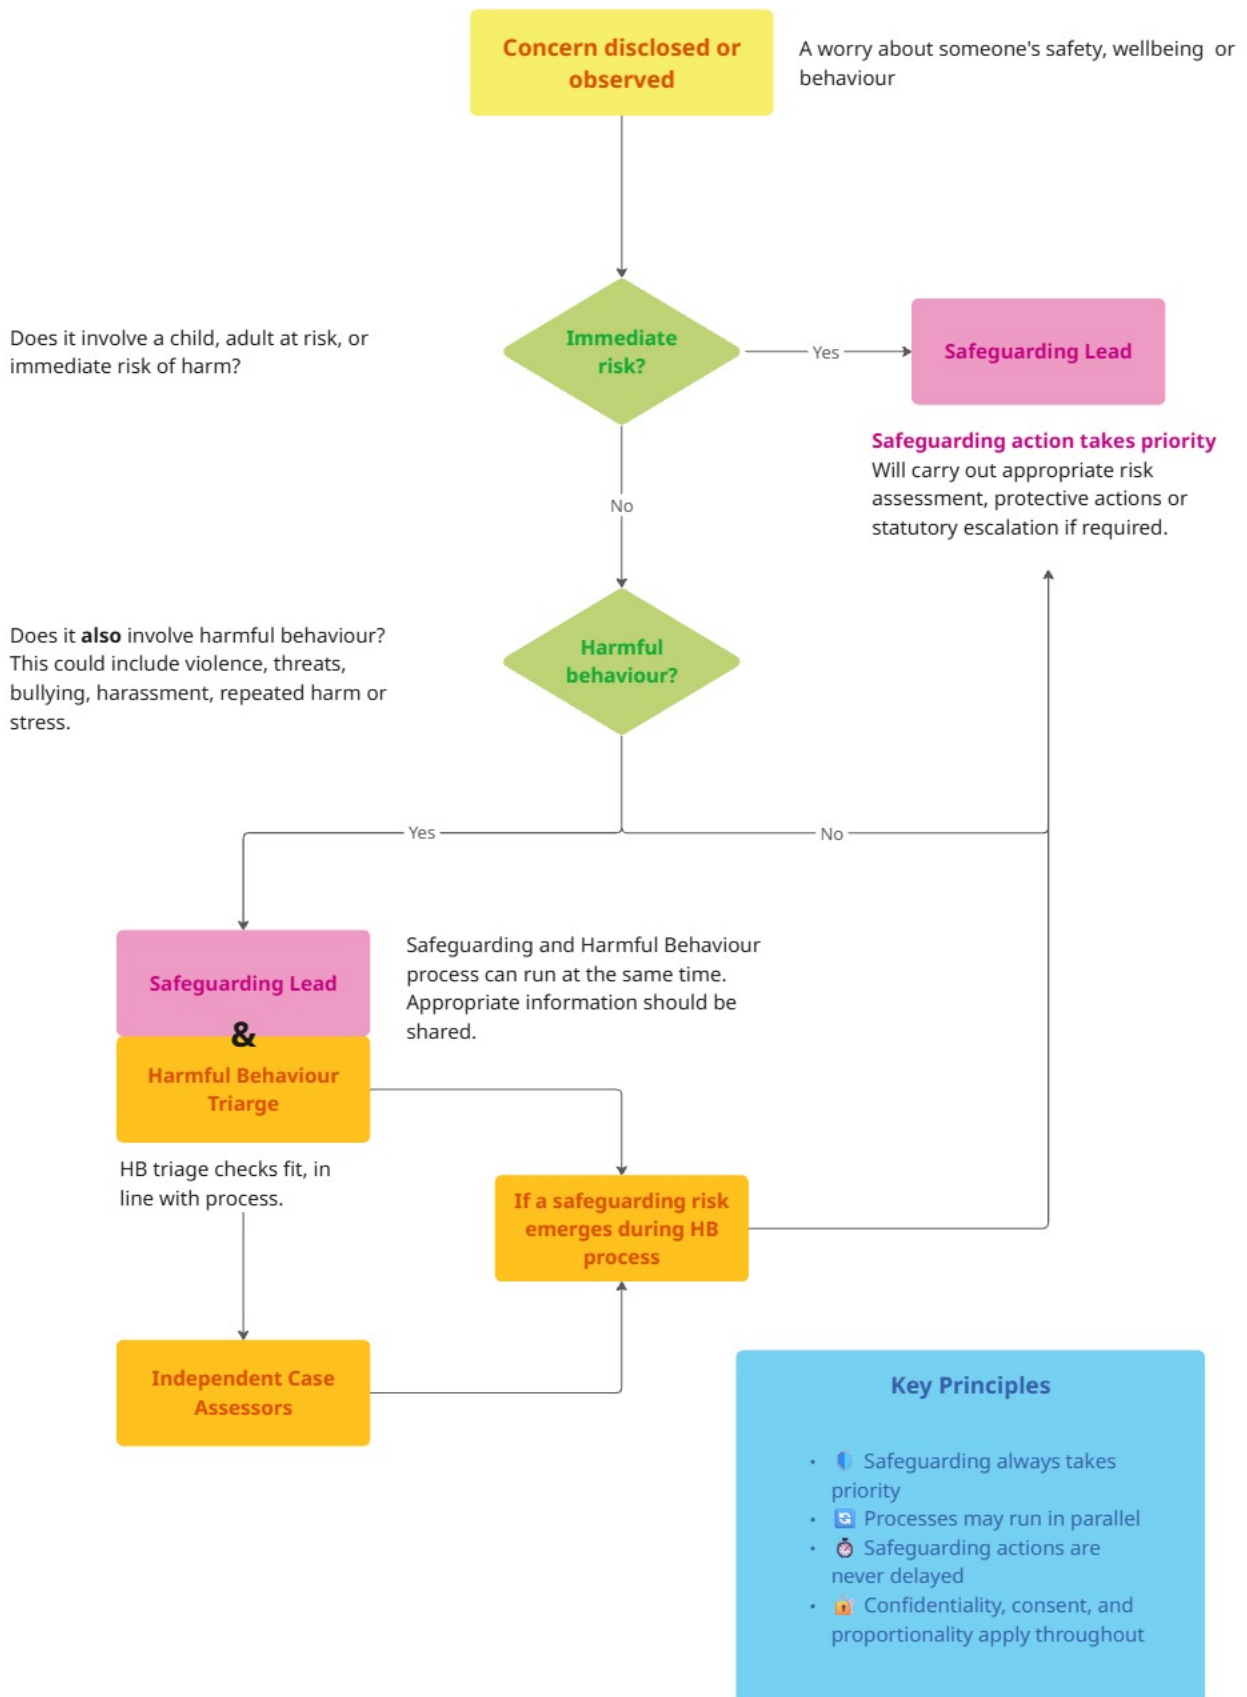 Concern disclosed or
observed
A worry about someone's safety, wellbeing or
behaviour
Does it involve a child, adult at risk, or
immediate risk of harm?
Immediate
risk?
Yes
Safeguarding Lead
Safeguarding action takes priority
Will carry out appropriate risk
assessment, protective actions or
statutory escalation if required.
No
Does it also involve harmful behaviour?
This could include violence, threats,
bullying, harassment, repeated harm or
stress.
Harmful
behaviour?
Yes
No
Safeguarding Lead
&
Harmful Behaviour
Triarge
Safeguarding and Harmful Behaviour
process can run at the same time.
Appropriate information should be
shared.
HB triage checks fit, in
line with process.
If a safeguarding risk
emerges during HB
process
Independent Case
Assessors
Key Principles
• Safeguarding always takes
priority
• Processes may run in parallel
• Safeguarding actions are
never delayed
• Confidentiality, consent, and
proportionality apply throughout